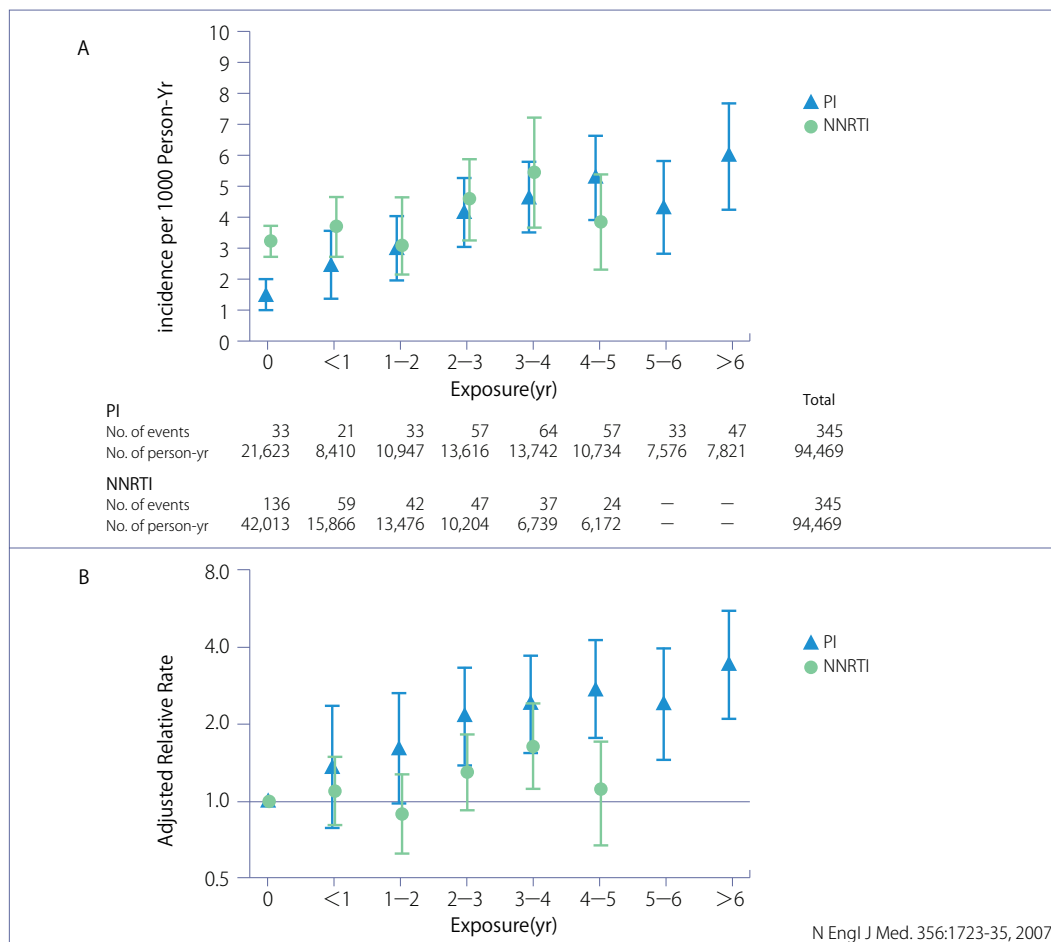 A
10
9
8
7
6
5
4
3
2
1
0
incidence per 1000 Person-Yr
PI
NNRTI
0 <1 1–2 2–3 3–4 4–5 5–6 >6
Exposure(yr)
Total
PI
No. of events 33 21 33 57 64 57 33 47 345
No. of person-yr 21,623 8,410 10,947 13,616 13,742 10,734 7,576 7,821 94,469
NNRTI
No. of events 136 59 42 47 37 24 — — 345
No. of person-yr 42,013 15,866 13,476 10,204 6,739 6,172 — — 94,469
B
8.0
4.0
2.0
1.0
0.5
Adjusted Relative Rate
PI
NNRTI
0 <1 1–2 2–3 3–4 4–5 5–6 >6
Exposure(yr)
N Engl J Med. 356:1723-35, 2007